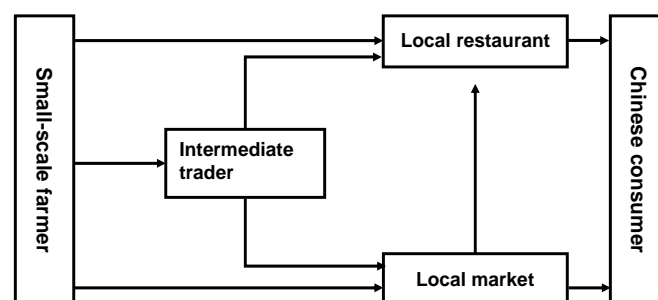 Small-scale farmer
Local restaurant
Intermediate
trader
Local market
Chinese consumer